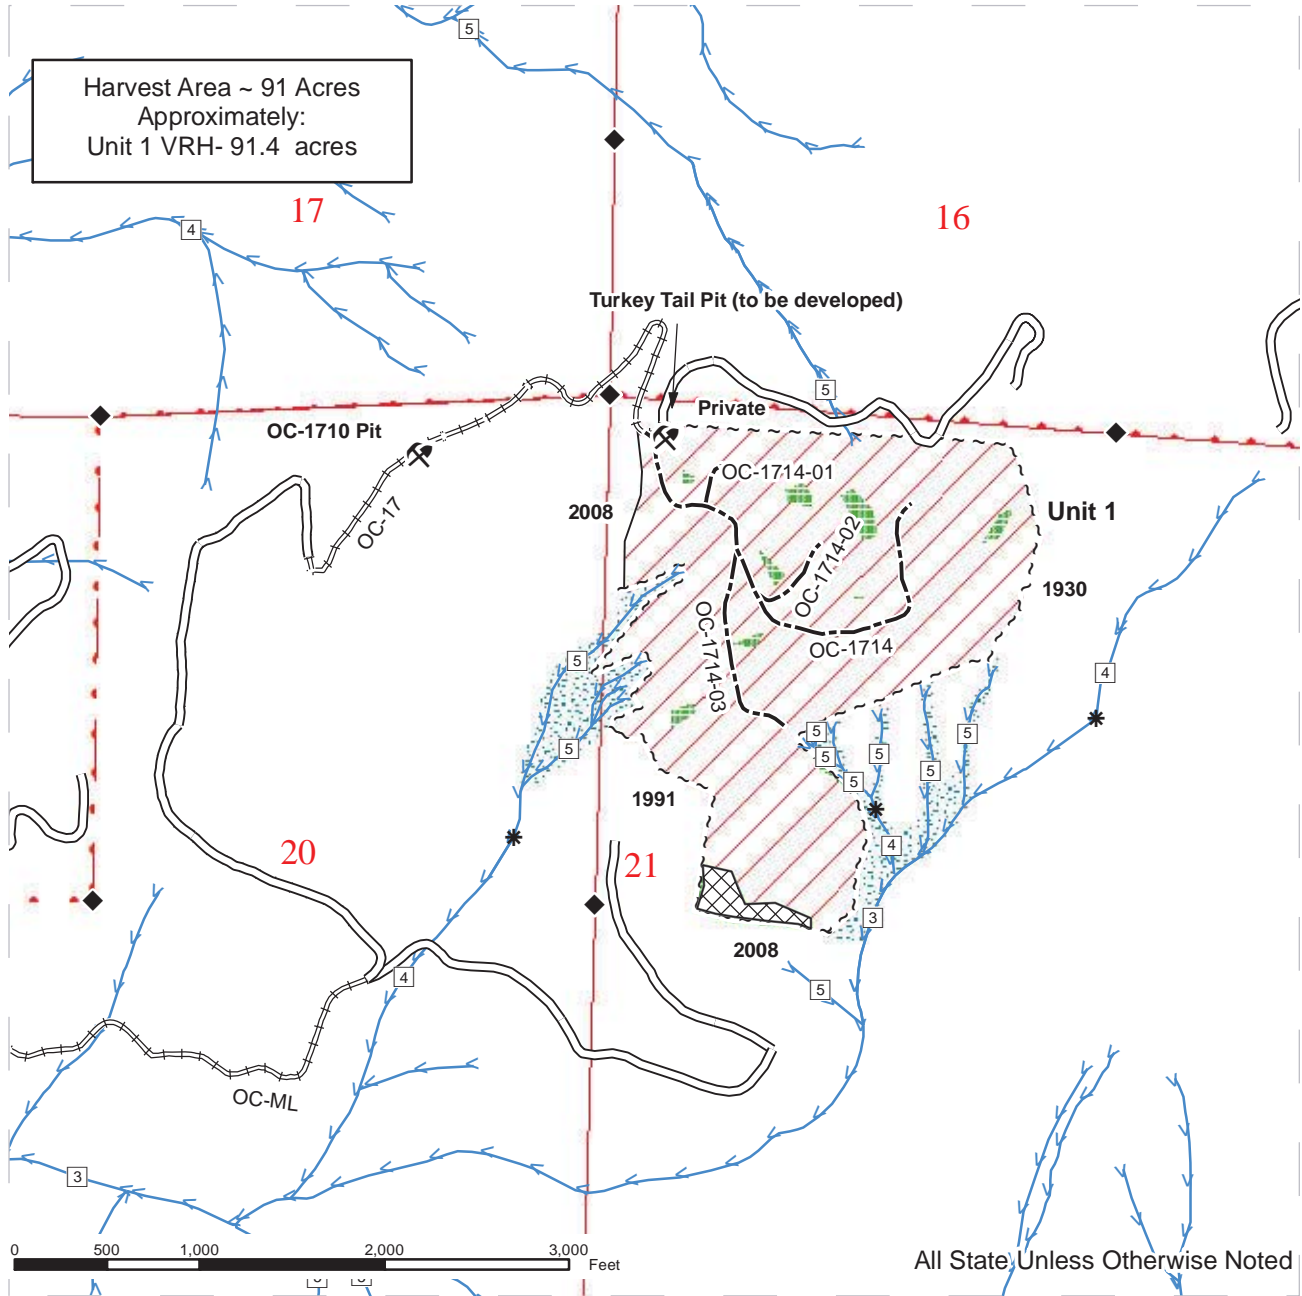 5
Harvest Area ~ 91 Acres
Approximately:
Unit 1 VRH- 91.4 acres
17
16
4
Turkey Tail Pit (to be developed)
5
Private
OC-1710 Pit
OC-1714-01
OC-17
2008
OC-1714-02
Unit 1
1930
OC-1714-03
OC-1714
5
4
5
5
5
5
5
5
5
1991
4
20
21
3
2008
4
5
OC-ML
3
0 500 1,000 2,000 3,000
Feet
All State Unless Otherwise Noted